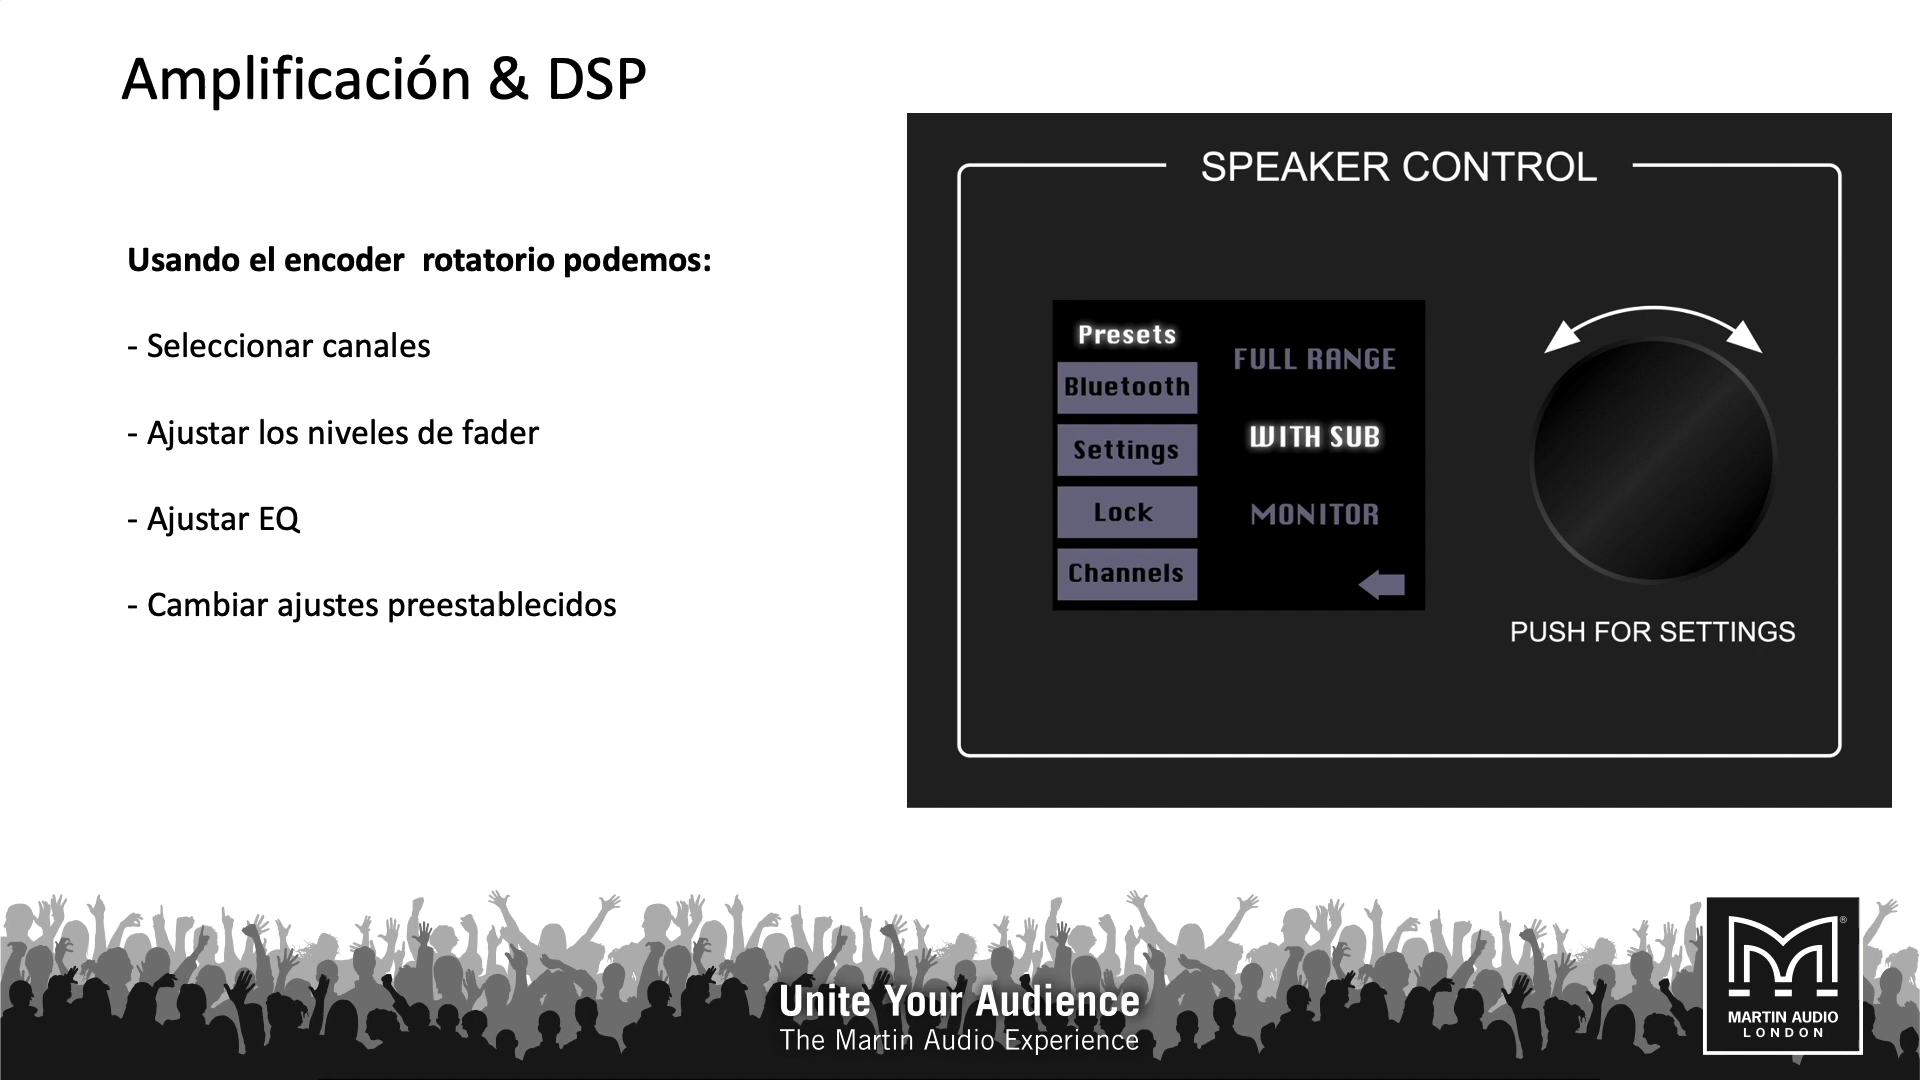 Amplificación & DSP
Usando el encoder  rotatorio podemos:
- Seleccionar canales
- Ajustar los niveles de fader
- Ajustar EQ
- Cambiar ajustes preestablecidos
SPEAKER CONTROL
Presets
Bluetooth
Settings
Lock
Channels
FULL RANGE
WITH SUB
MONITOR
PUSH FOR SETTINGS
Unite Your Audience
The Martin Audio Experience
®
MARTIN AUDIO
LONDON